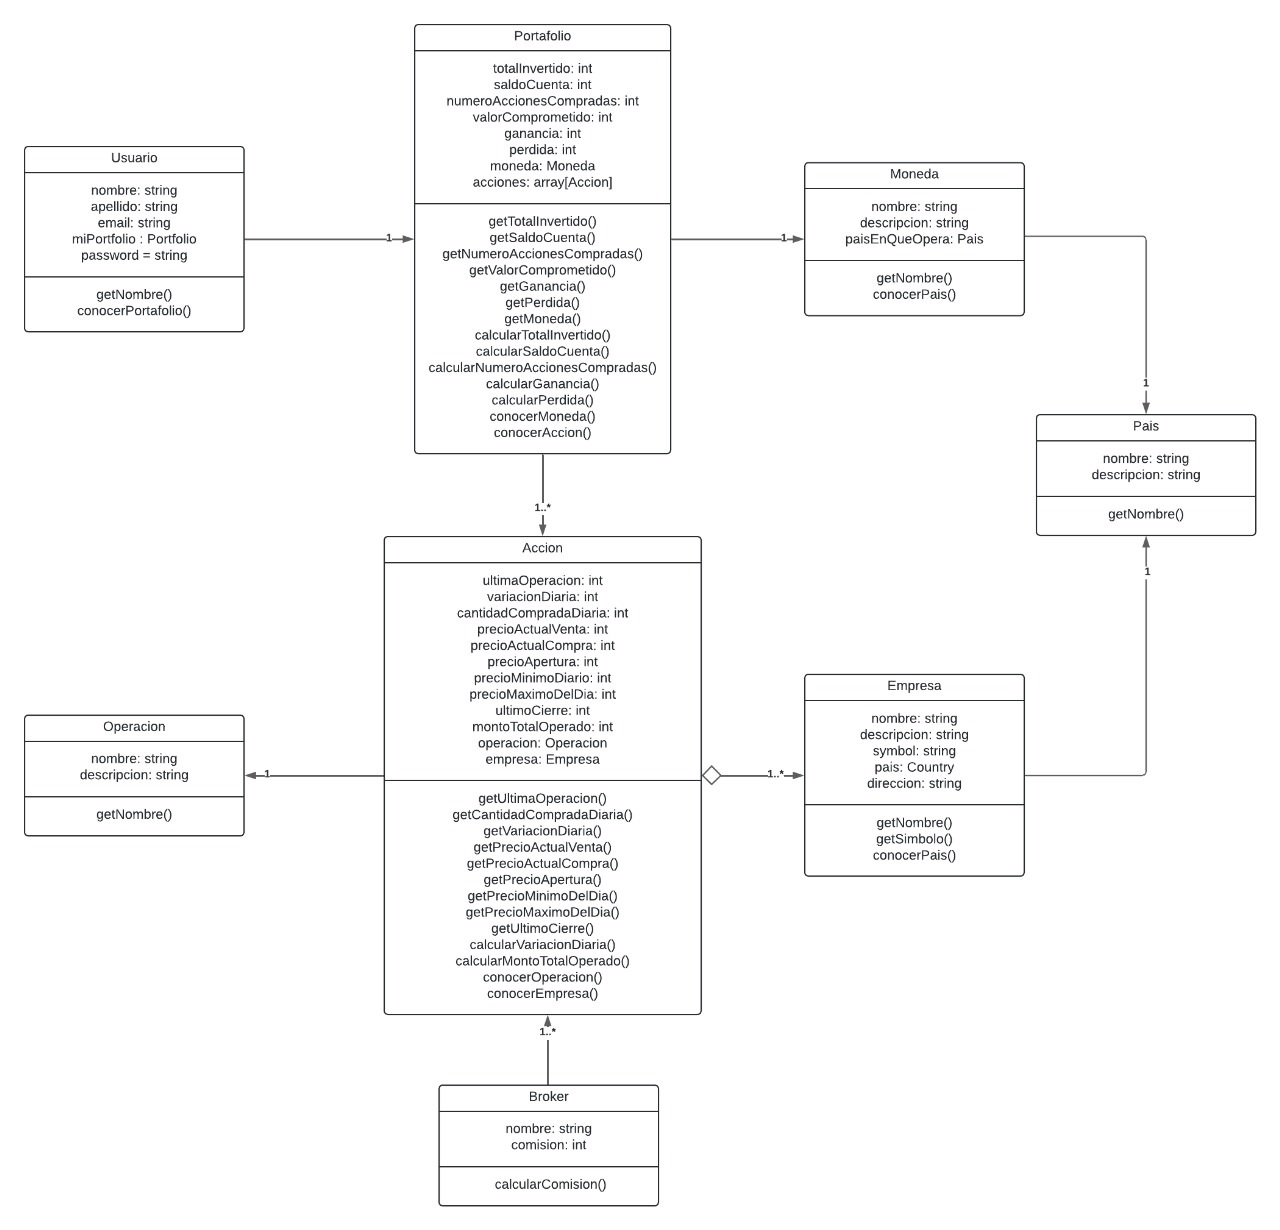 Portafolio
totalInvertido: int
saldoCuenta: int
numeroAccionesCompradas: int
valorComprometido: int
ganancia: int
perdida: int
moneda: Moneda
acciones: array[Accion]
getTotalInvertido()
getSaldoCuenta()
getNumeroAccionesCompradas()
getValorComprometido()
getGanancia()
getPerdida()
getMoneda()
calcularTotalInvertido()
calcularSaldoCuenta()
calcularNumeroAccionesCompradas()
calcularGanancia()
calcularPerdida()
conocerMoneda()
conocerAccion()
Usuario
nombre: string
apellido: string
email: string
miPortfolio : Portfolio
password = string
getNombre()
conocerPortafolio()
1
1
Moneda
nombre: string
descripcion: string
paisEnQueOpera: Pais
getNombre()
conocerPais()
1
Pais
nombre: string
descripcion: string
getNombre()
1
1..*
Accion
ultimaOperacion: int
variacionDiaria: int
cantidadCompradaDiaria: int
precioActualVenta: int
precioActualCompra: int
precioApertura: int
precioMinimoDiario: int
precioMaximoDelDia: int
ultimoCierre: int
montoTotalOperado: int
operacion: Operacion
empresa: Empresa
getUltimaOperacion()
getCantidadCompradaDiaria()
getVariacionDiaria()
getPrecioActualVenta()
getPrecioActualCompra()
getPrecioApertura()
getPrecioMinimoDelDia()
getPrecioMaximoDelDia()
getUltimoCierre()
calcularVariacionDiaria()
calcularMontoTotalOperado()
conocerOperacion()
conocerEmpresa()
Operacion
nombre: string
descripcion: string
getNombre()
1
1..*
Empresa
nombre: string
descripcion: string
symbol: string
pais: Country
direccion: string
getNombre()
getSimbolo()
conocerPais()
1..*
Broker
nombre: string
comision: int
calcularComision()